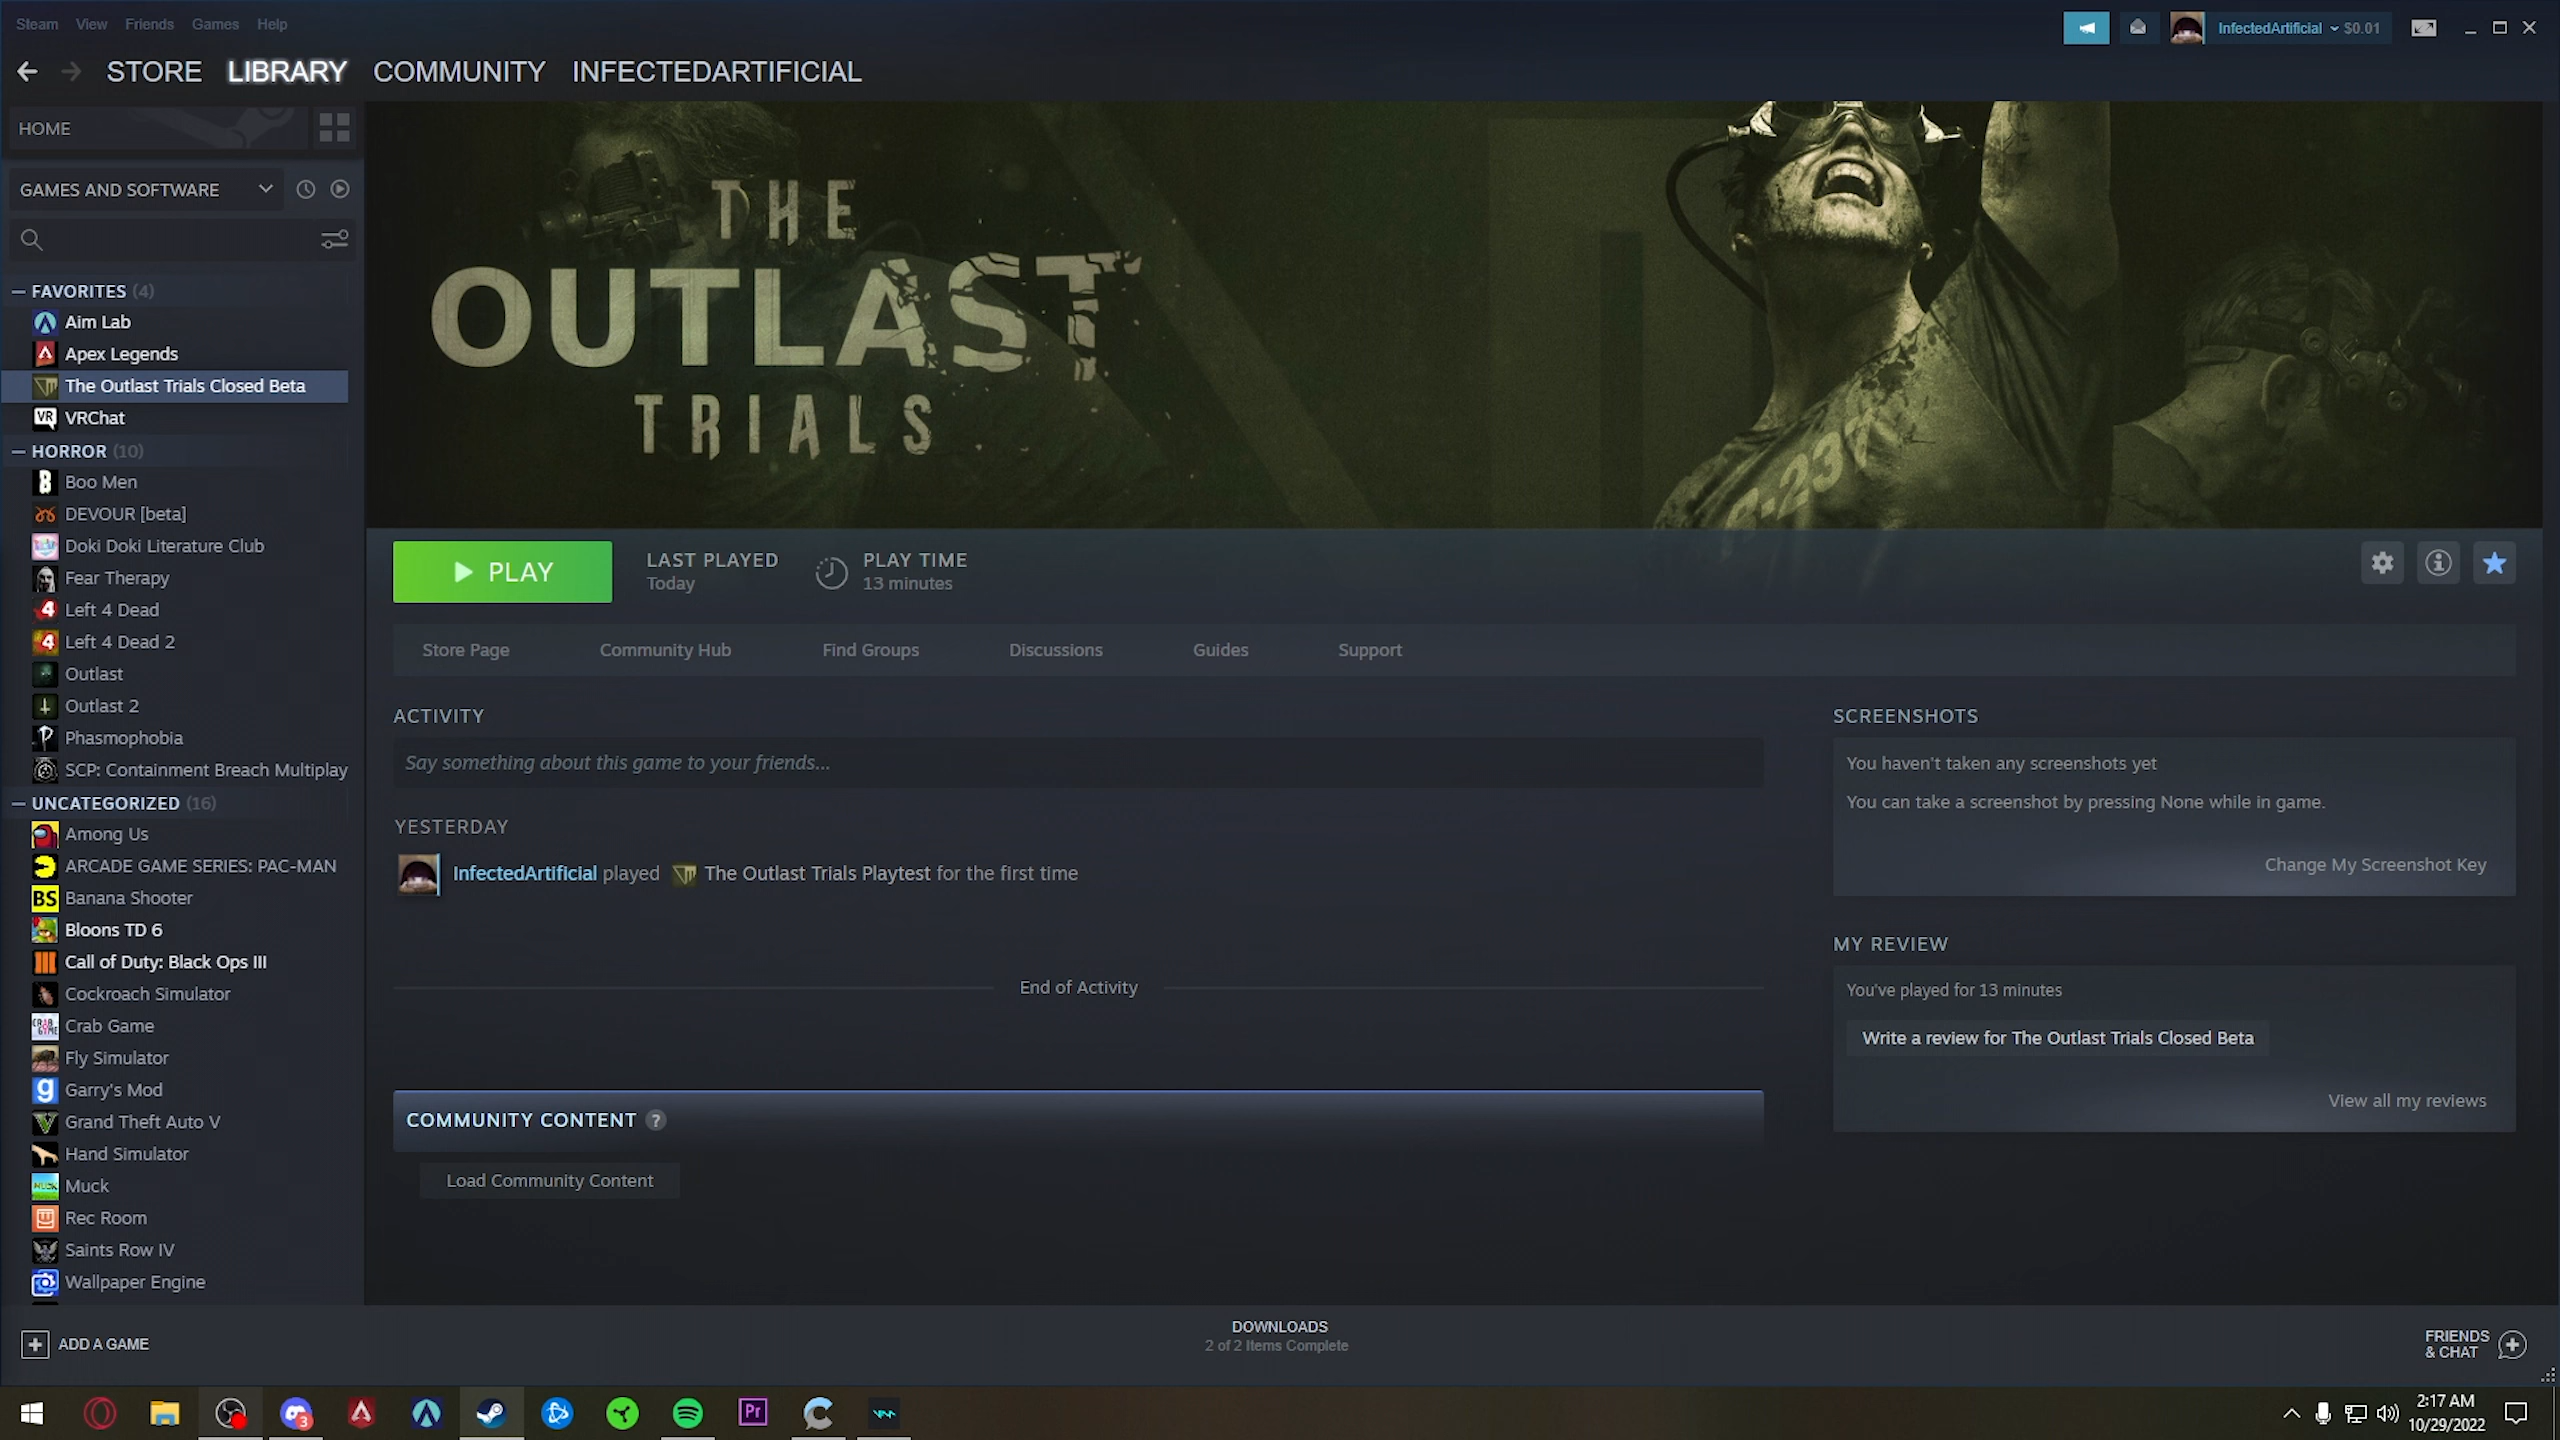 Steam View Friends Games Help
InfectedArtificial $0.01
STORE LIBRARY COMMUNITY INFECTEDARTIFICIAL
HOME
GAMES AND SOFTWARE
FAVORITES (4)
Aim Lab
Apex Legends
The Outlast Trials Closed Beta
VR VRChat
HORROR (10)
Boo Men
DEVOUR [beta]
Doki Doki Literature Club
Fear Therapy
4 Left 4 Dead
4 Left 4 Dead 2
Outlast
Outlast 2
Phasmophobia
SCP: Containment Breach Multiplay
UNCATEGORIZED (16)
Among Us
ARCADE GAME SERIES: PAC-MAN
BS Banana Shooter
Bloons TD 6
Call of Duty: Black Ops III
Cockroach Simulator
CRAB GAME Crab Game
Fly Simulator
g Garry's Mod
Grand Theft Auto V
Hand Simulator
MUCK Muck
Rec Room
Saints Row IV
Wallpaper Engine
THE
OUTLAST
TRIALS
PLAY
LAST PLAYED
Today
PLAY TIME
13 minutes
Store Page Community Hub Find Groups Discussions Guides Support
ACTIVITY
Say something about this game to your friends...
YESTERDAY
InfectedArtificial played The Outlast Trials Playtest for the first time
End of Activity
COMMUNITY CONTENT ?
Load Community Content
SCREENSHOTS
You haven't taken any screenshots yet
You can take a screenshot by pressing None while in game.
Change My Screenshot Key
MY REVIEW
You've played for 13 minutes
Write a review for The Outlast Trials Closed Beta
View all my reviews
ADD A GAME
DOWNLOADS
2 of 2 Items Complete
FRIENDS
& CHAT
3
Pr
2:17 AM
10/29/2022